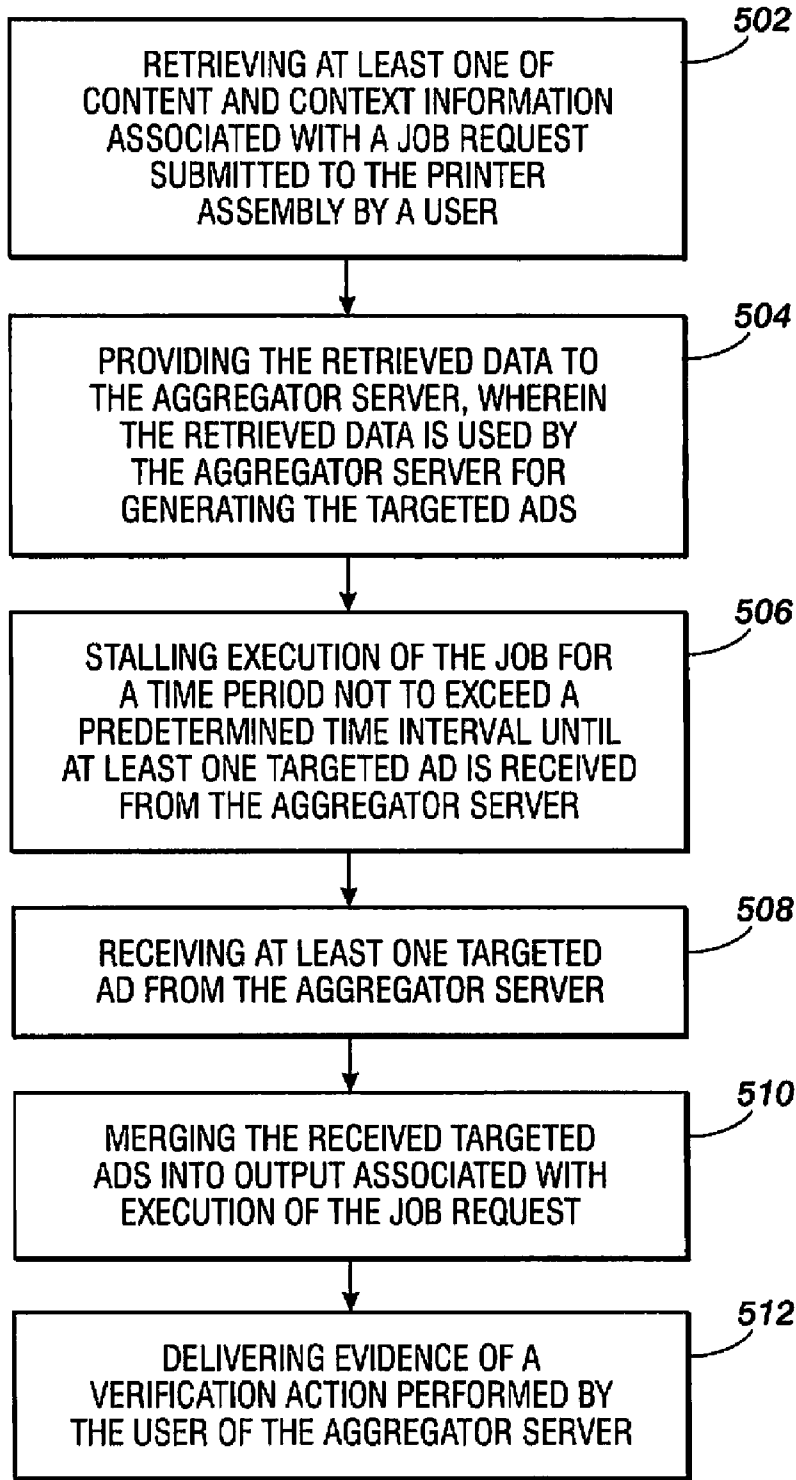 502
RETRIEVING AT LEAST ONE OF
CONTENT AND CONTEXT INFORMATION
ASSOCIATED WITH A JOB REQUEST
SUBMITTED TO THE PRINTER
ASSEMBLY BY A USER
504
PROVIDING THE RETRIEVED DATA TO
THE AGGREGATOR SERVER, WHEREIN
THE RETRIEVED DATA IS USED BY
THE AGGREGATOR SERVER FOR
GENERATING THE TARGETED ADS
506
STALLING EXECUTION OF THE JOB FOR
A TIME PERIOD NOT TO EXCEED A
PREDETERMINED TIME INTERVAL UNTIL
AT LEAST ONE TARGETED AD IS RECEIVED
FROM THE AGGREGATOR SERVER
508
RECEIVING AT LEAST ONE TARGETED
AD FROM THE AGGREGATOR SERVER
510
MERGING THE RECEIVED TARGETED
ADS INTO OUTPUT ASSOCIATED WITH
EXECUTION OF THE JOB REQUEST
512
DELIVERING EVIDENCE OF A
VERIFICATION ACTION PERFORMED BY
THE USER OF THE AGGREGATOR SERVER